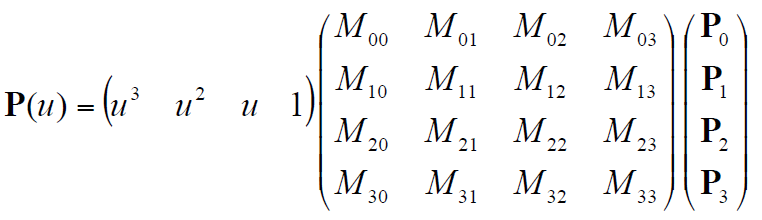 P(u) = (u³ u² u 1) (M₀₀ M₀₁ M₀₂ M₀₃) (P₀)
M₁₀ M₁₁ M₁₂ M₁₃ P₁
M₂₀ M₂₁ M₂₂ M₂₃ P₂
M₃₀ M₃₁ M₃₂ M₃₃ P₃